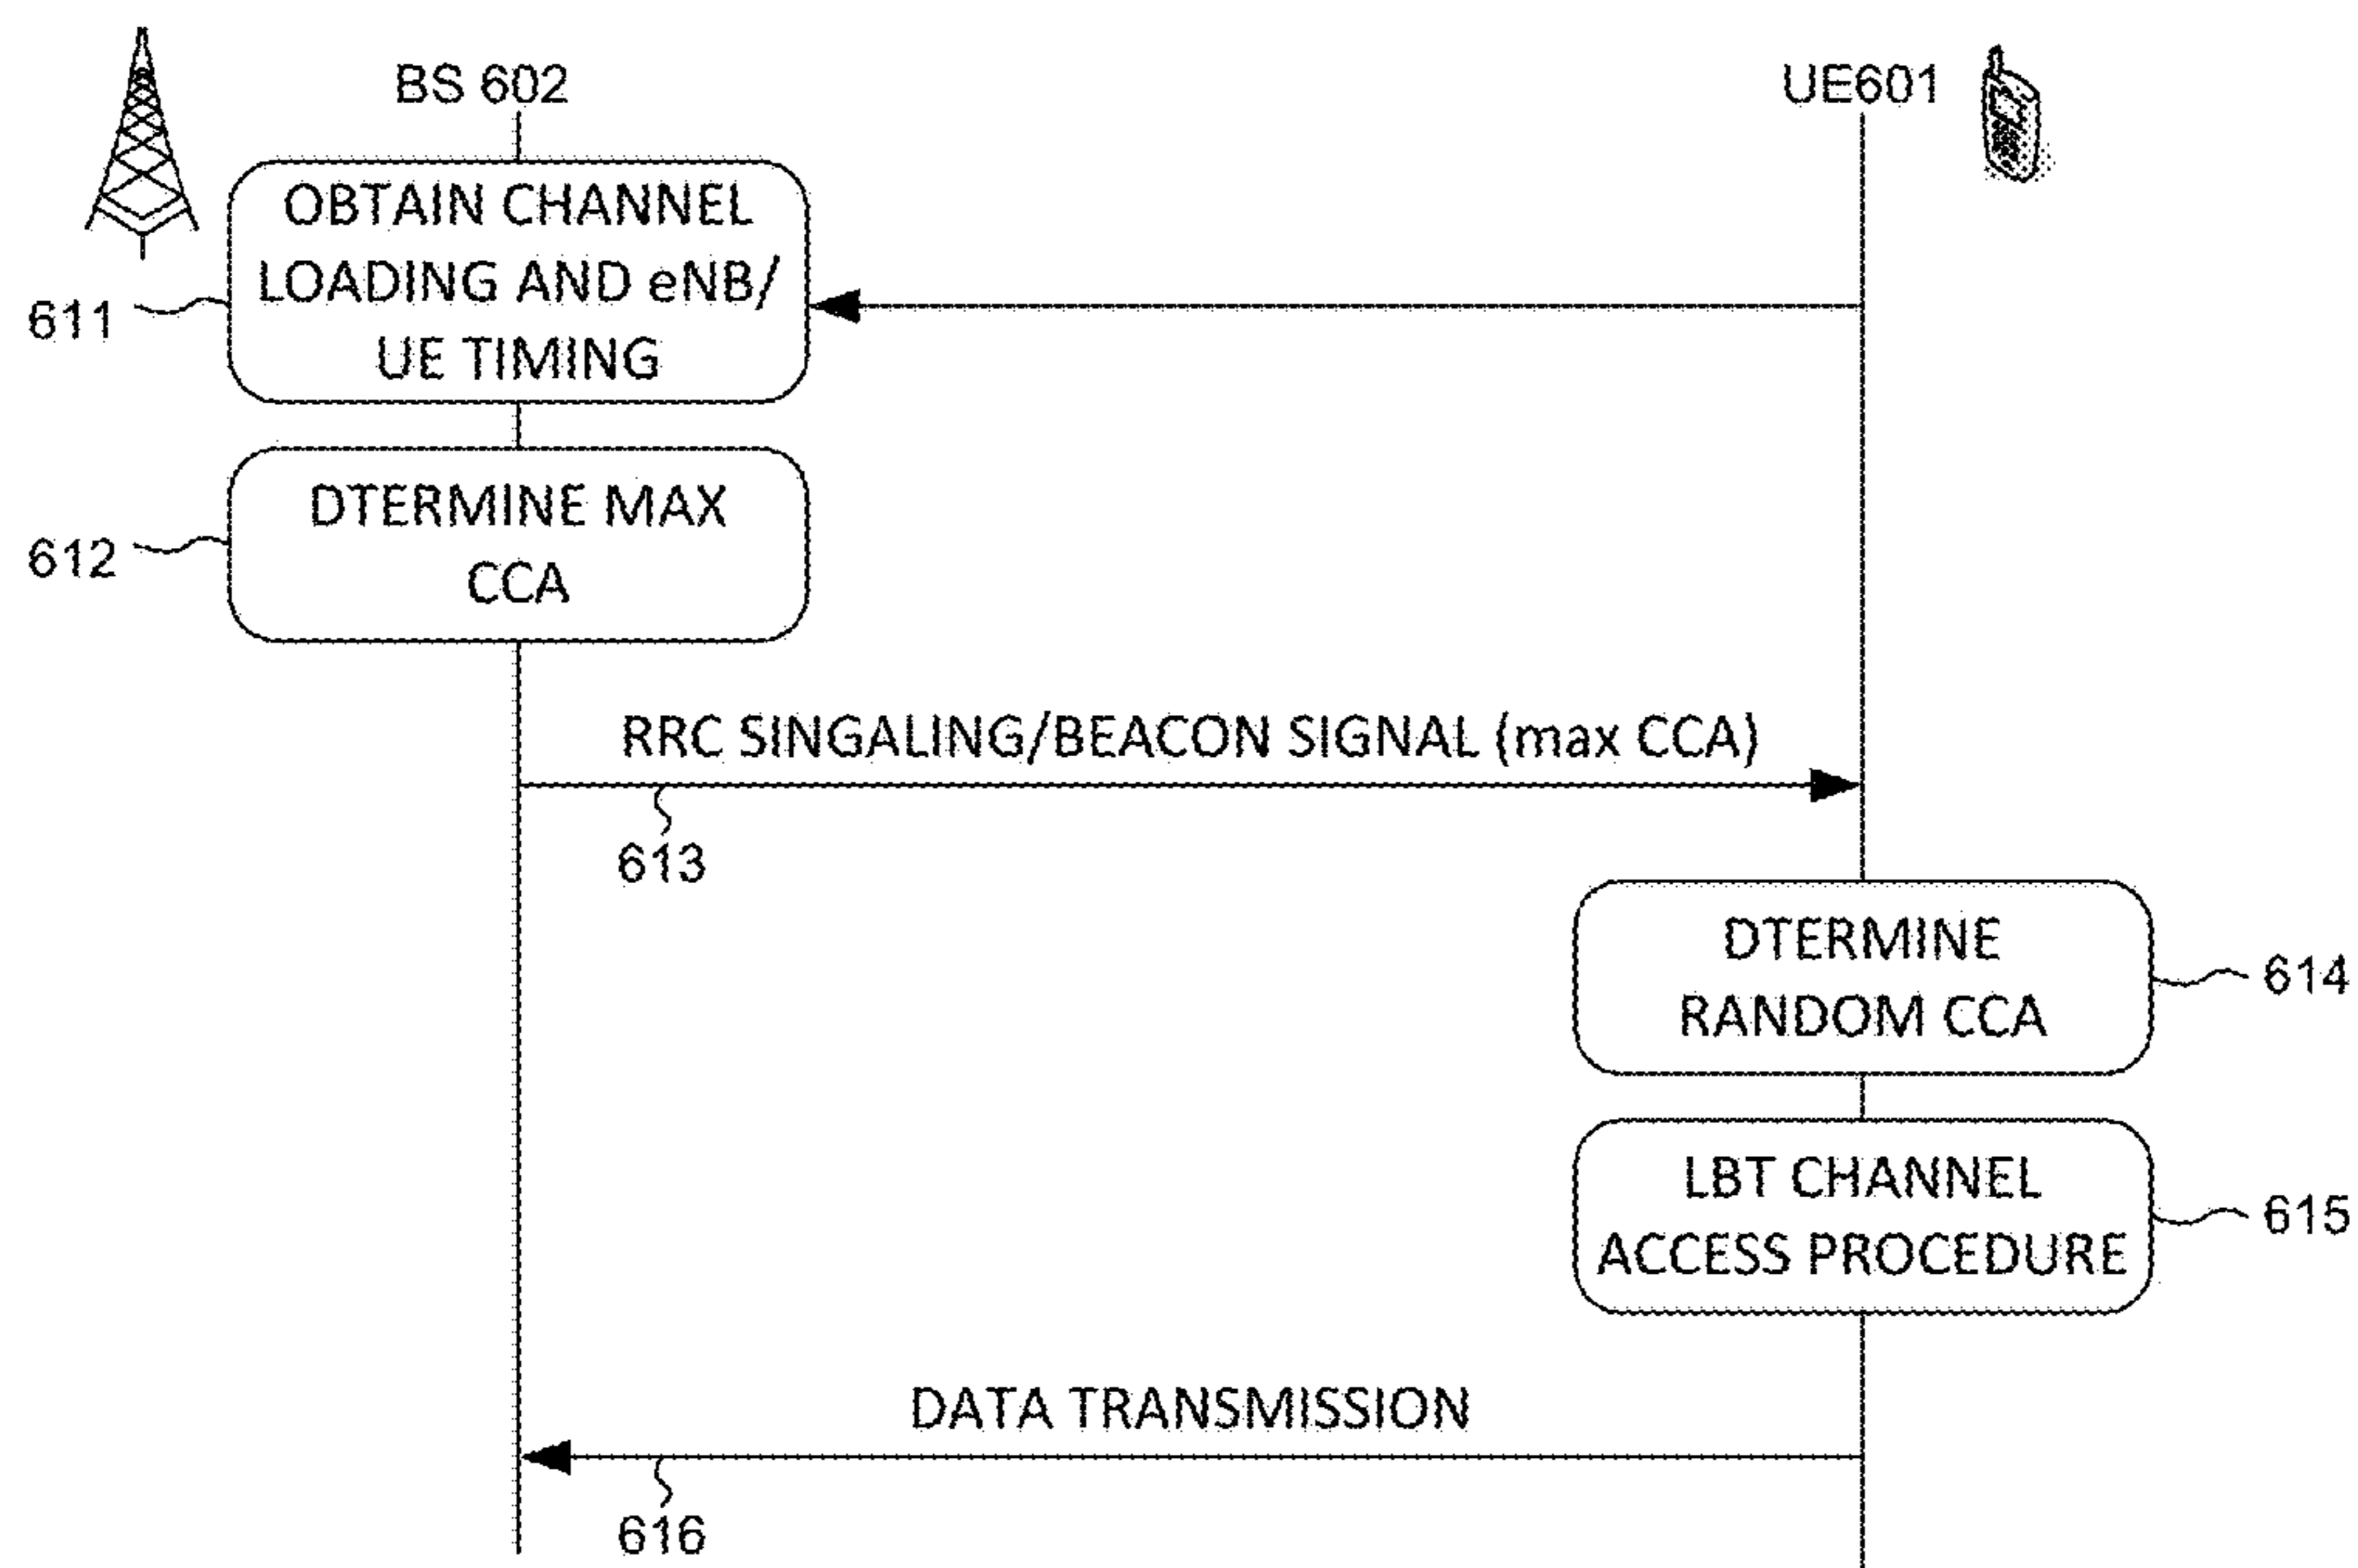 BS 602
UE601
OBTAIN CHANNEL
LOADING AND eNB/
UE TIMING
611
DTERMINE MAX
CCA
612
RRC SINGALING/BEACON SIGNAL (max CCA)
613
DTERMINE
RANDOM CCA
614
LBT CHANNEL
ACCESS PROCEDURE
615
DATA TRANSMISSION
616